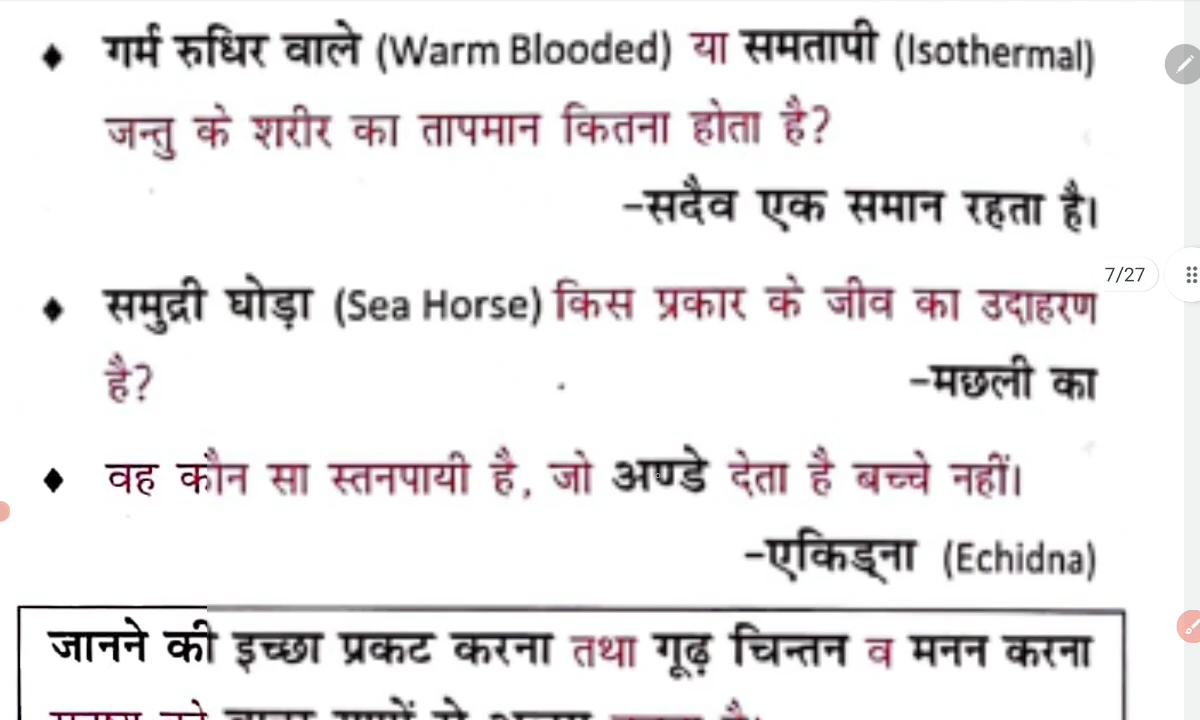 ♦ गर्म रुधिर वाले (Warm Blooded) या समतापी (Isothermal)
जन्तु के शरीर का तापमान कितना होता है?
-सदैव एक समान रहता है।
7/27
♦ समुद्री घोड़ा (Sea Horse) किस प्रकार के जीव का उदाहरण
है?
-मछली का
♦ वह कौन सा स्तनपायी है, जो अण्डे देता है बच्चे नहीं।
-एकिड्ना (Echidna)
जानने की इच्छा प्रकट करना तथा गूढ़ चिन्तन व मनन करना